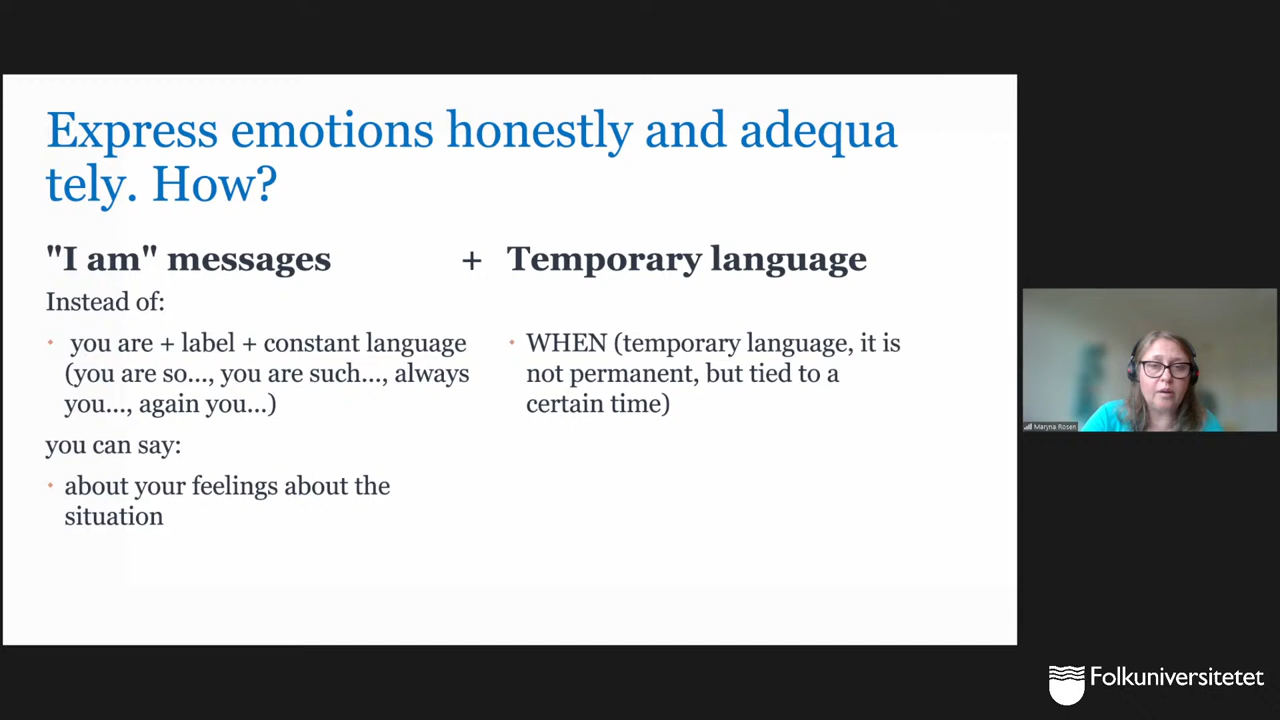 Express emotions honestly and adequa
tely. How?
"I am" messages + Temporary language
Instead of:
you are + label + constant language
(you are so..., you are such..., always
you..., again you...)
you can say:
about your feelings about the
situation
WHEN (temporary language, it is
not permanent, but tied to a
certain time)
Maryna Rosen
Folkuniversitetet